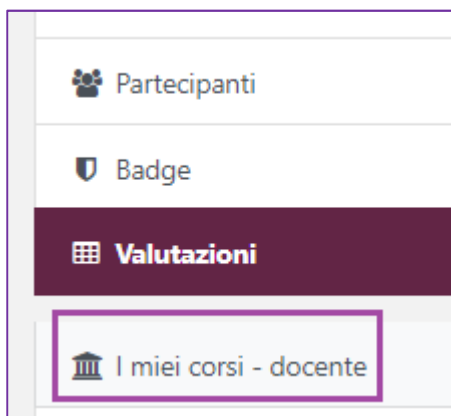 Partecipanti
Badge
Valutazioni
I miei corsi - docente